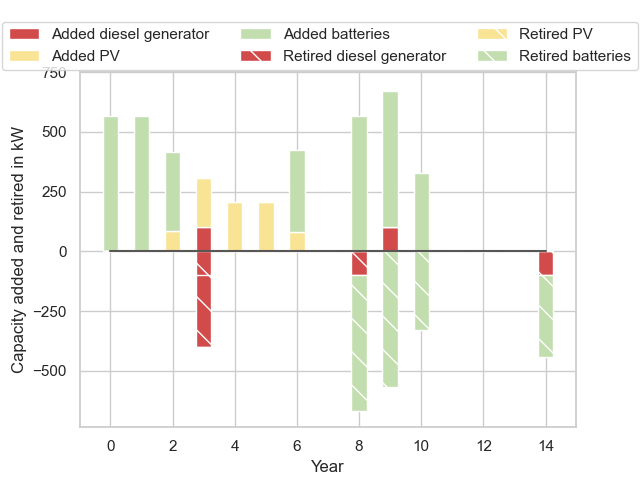 Added diesel generator
Added PV
Added batteries
Retired diesel generator
Retired PV
Retired batteries
750
500
250
0
−250
−500
Capacity added and retired in kW
0 2 4 6 8 10 12 14
Year